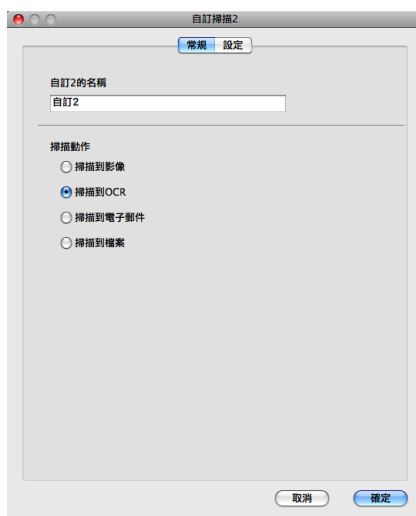 自訂掃描2
常規 設定
自訂2的名稱
自訂2
掃描動作
掃描到影像
掃描到OCR
掃描到電子郵件
掃描到檔案
取消 確定